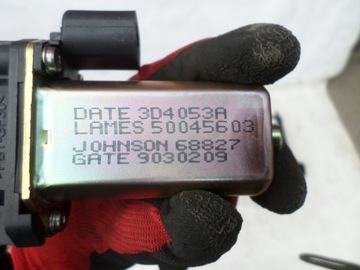 DATE 3D4053A
LAMES 50045603
JOHNSON 68827
GATE 9030209